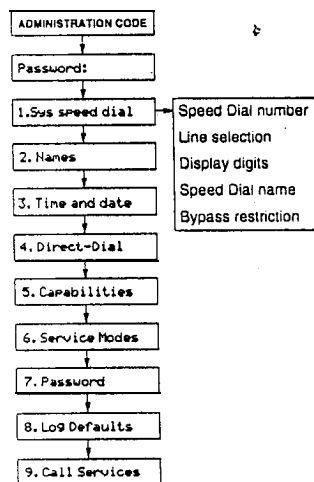 ADMINISTRATION CODE
Password:
1.Sys speed dial
Speed Dial number
Line selection
Display digits
Speed Dial name
Bypass restriction
2. Names
3. Time and date
4. Direct-Dial
5. Capabilities
6. Service Modes
7. Password
8. Log Defaults
9. Call Services